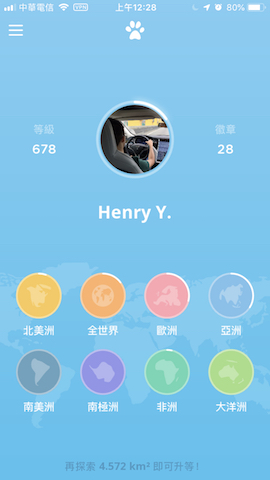 中華電信 VPN 上午12:28 80%
等級 徽章
678 28
Henry Y.
北美洲 全世界 歐洲 亞洲
南美洲 南極洲 非洲 大洋洲
再探索 4.572 km² 即可升等！